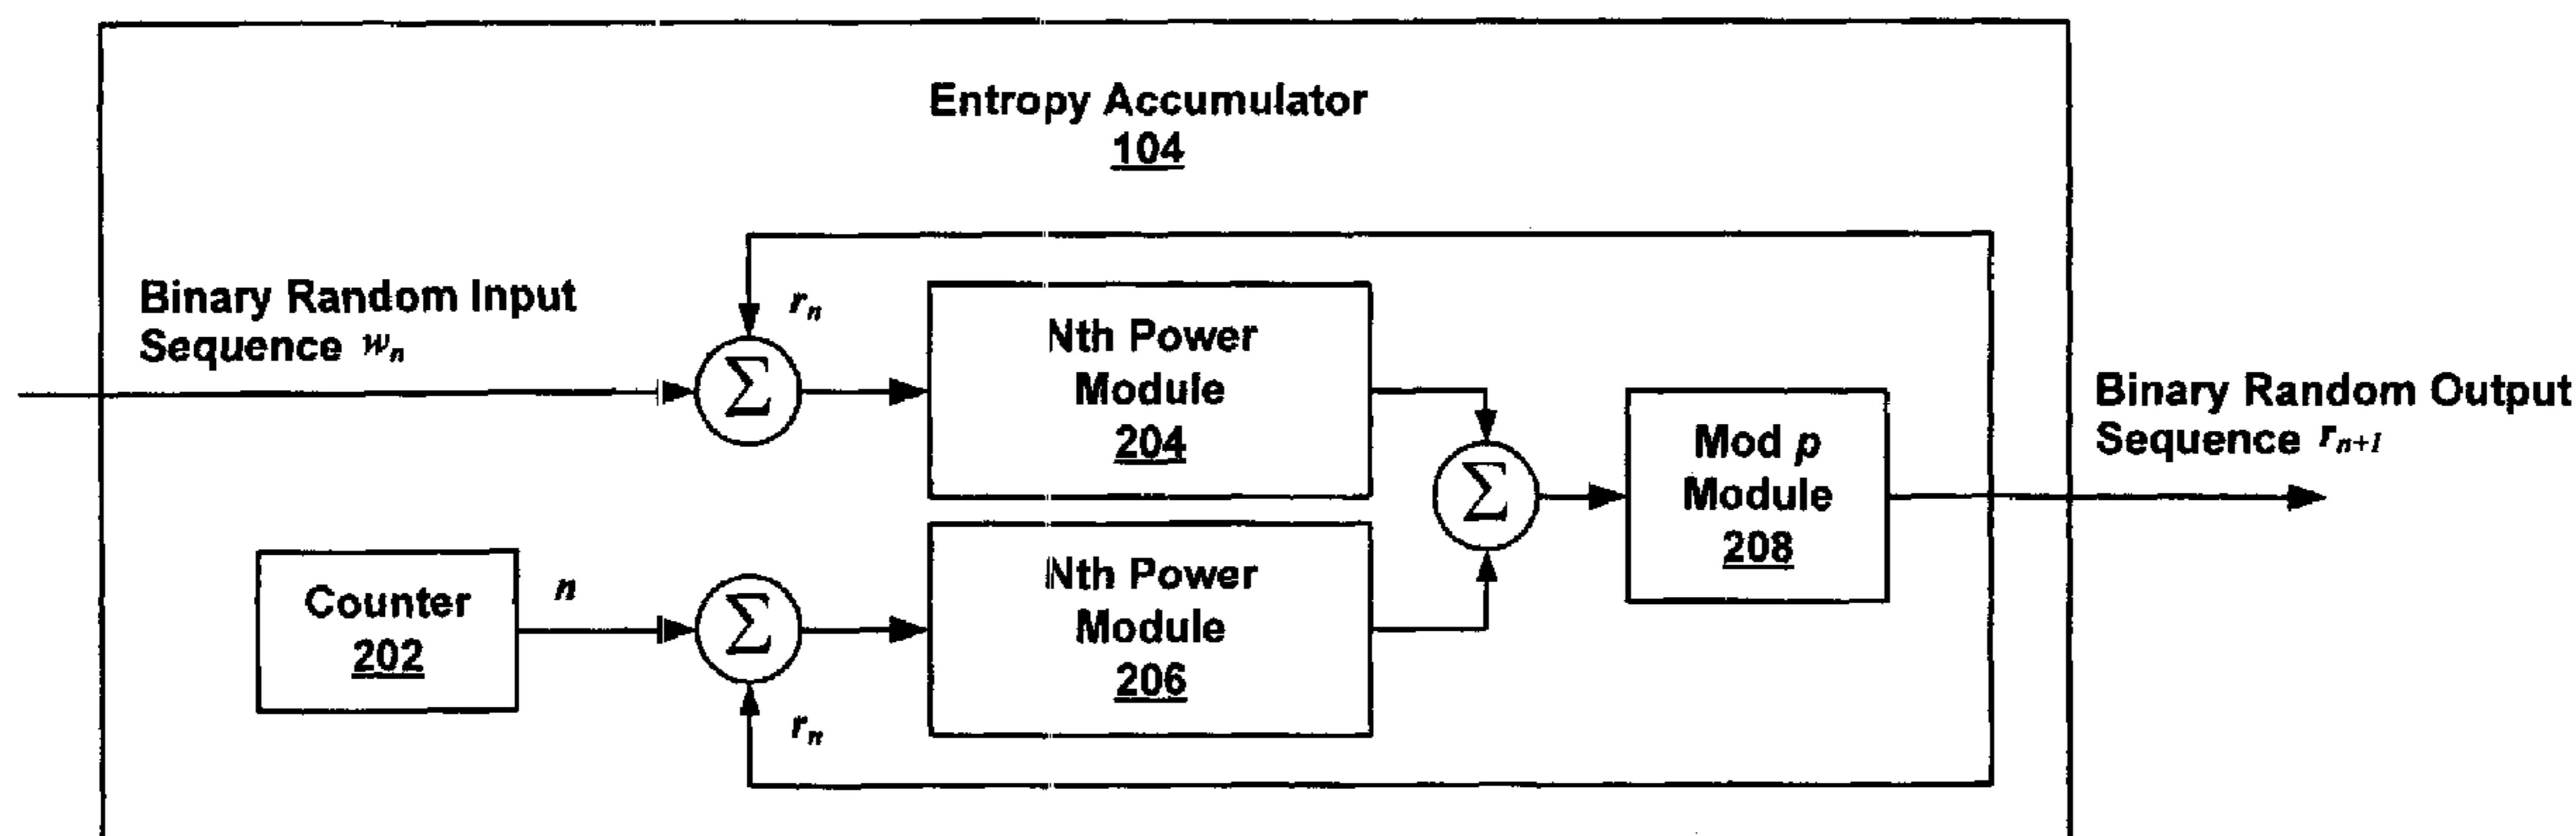 Entropy Accumulator
104
Binary Random Input
Sequence wₙ
rₙ
Σ
Nth Power
Module
204
Σ
Mod p
Module
208
Binary Random Output
Sequence rₙ₊₁
Counter
202
n
Σ
rₙ
Nth Power
Module
206